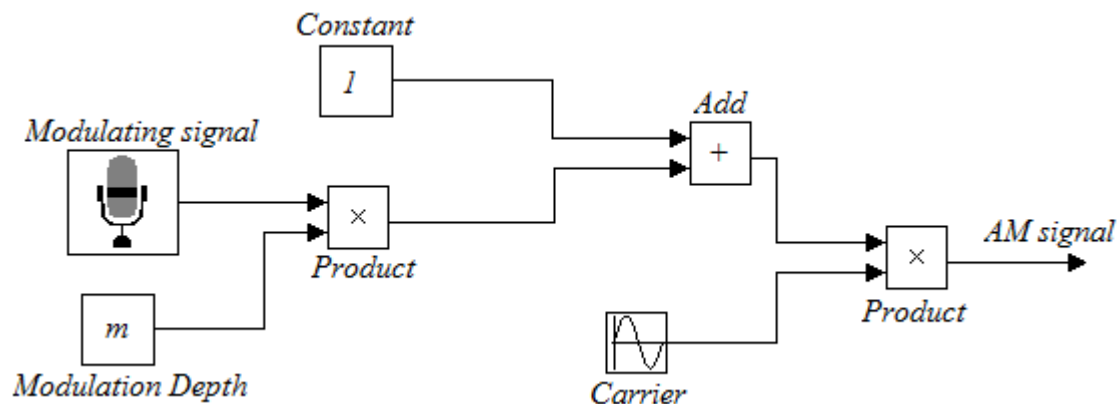 Constant
1
Modulating signal
Add
+
×
Product
m
Modulation Depth
AM signal
×
Product
Carrier